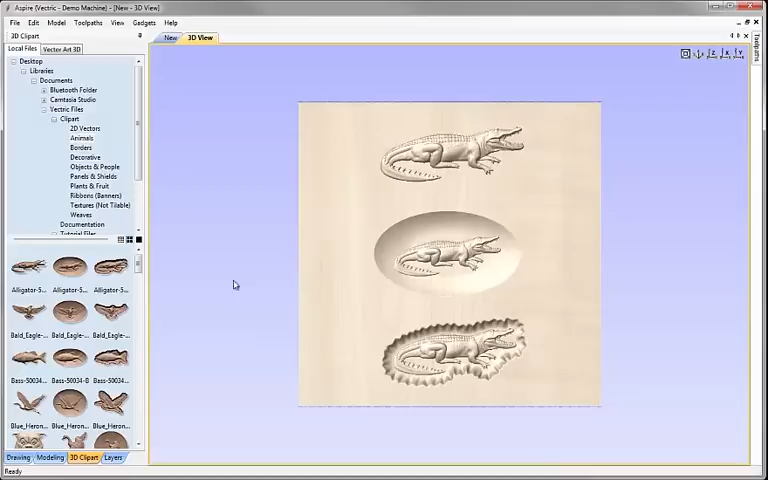 Aspire (Vectric - Demo Machine) - [New - 3D View]
File Edit View Model Toolpaths View Gadgets Help
3D Clipart
Local Files Vector Art 3D
New 3D View
Toolpaths
Desktop
Libraries
Documents
Bluetooth Folder
Camtasia Studio
Vectric Files
Clipart
2D Vectors
Animals
Borders
Decorative
Objects & People
Panels & Shields
Plants & Fruit
Ribbons (Banners)
Textures (Not Tilable)
Weaves
Documentation
Tutorial Files
Alligator-5... Alligator-5... Alligator-5...
Bald_Eagle-... Bald_Eagle-... Bald_Eagle-...
Bass-50034... Bass-50034-B Bass-50034...
Blue_Heron... Blue_Heron... Blue_Heron...
Drawing Modeling 3D Clipart Layers
Ready